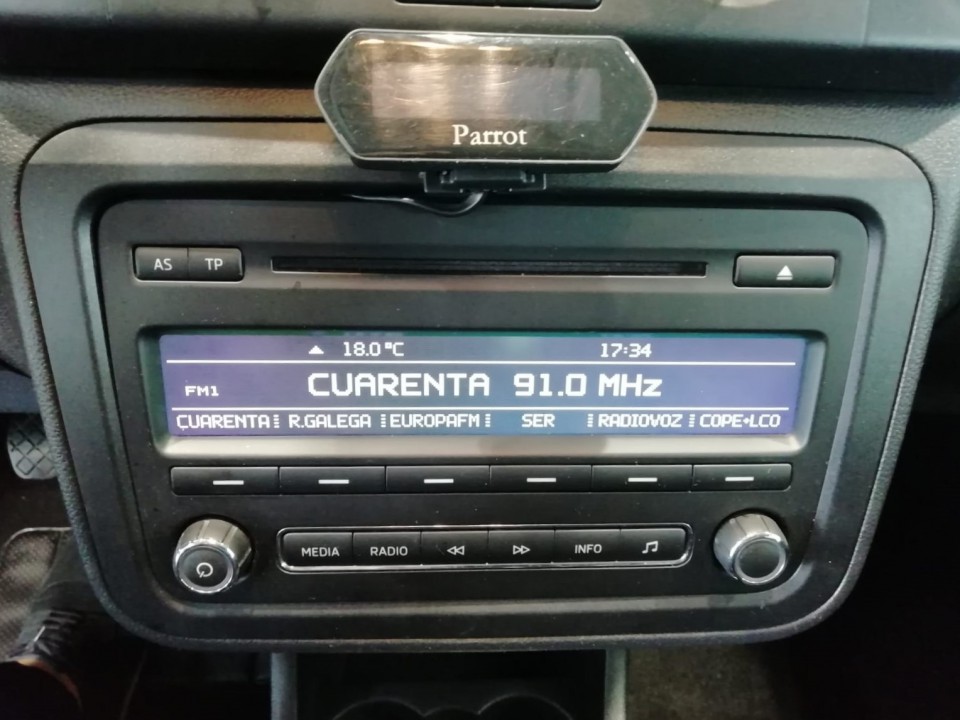 Parrot
AS TP
18.0 °C 17:34
FM1 CUARENTA 91.0 MHz
CUARENTA R.GALEGA EUROPAFM SER RADIOVOZ COPE+LCO
MEDIA RADIO INFO